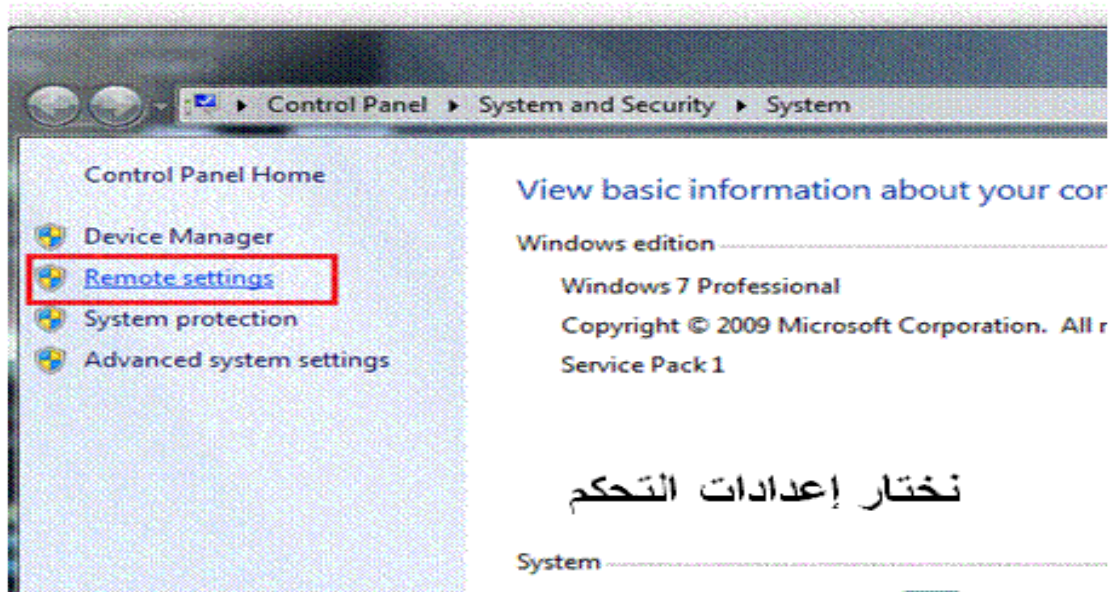 Control Panel ▸ System and Security ▸ System
Control Panel Home
Device Manager
Remote settings
System protection
Advanced system settings
View basic information about your
Windows edition
Windows 7 Professional
Copyright © 2009 Microsoft Corporation. All
Service Pack 1
نختار إعدادات التحكم
System